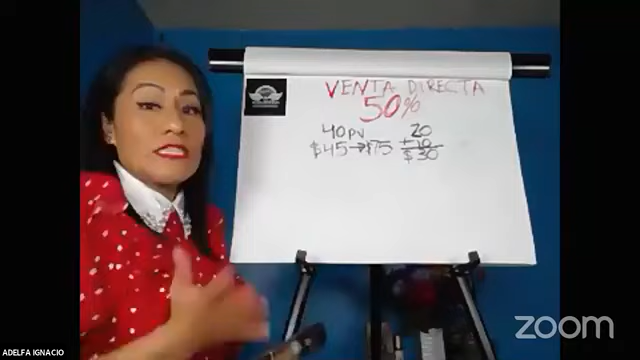 VENTA DIRECTA
50%
40pv 20
$45→$75 +10
$30
zoom
ADELFA IGNACIO